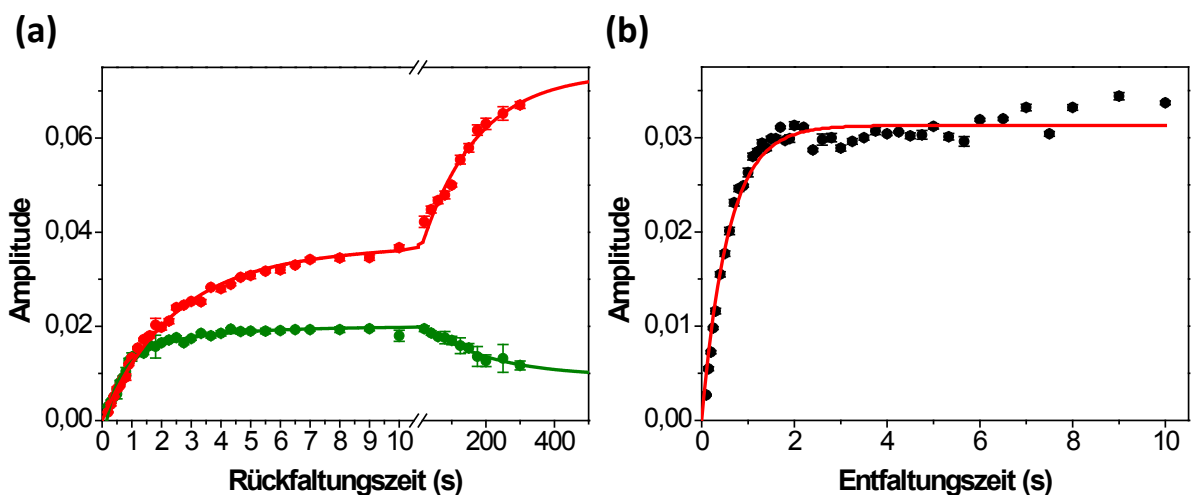 (a)
(b)
Amplitude
0,06
0,04
0,02
0,00
0 1 2 3 4 5 6 7 8 9 10 200 400
Rückfaltungszeit (s)
Amplitude
0,03
0,02
0,01
0,00
0 2 4 6 8 10
Entfaltungszeit (s)